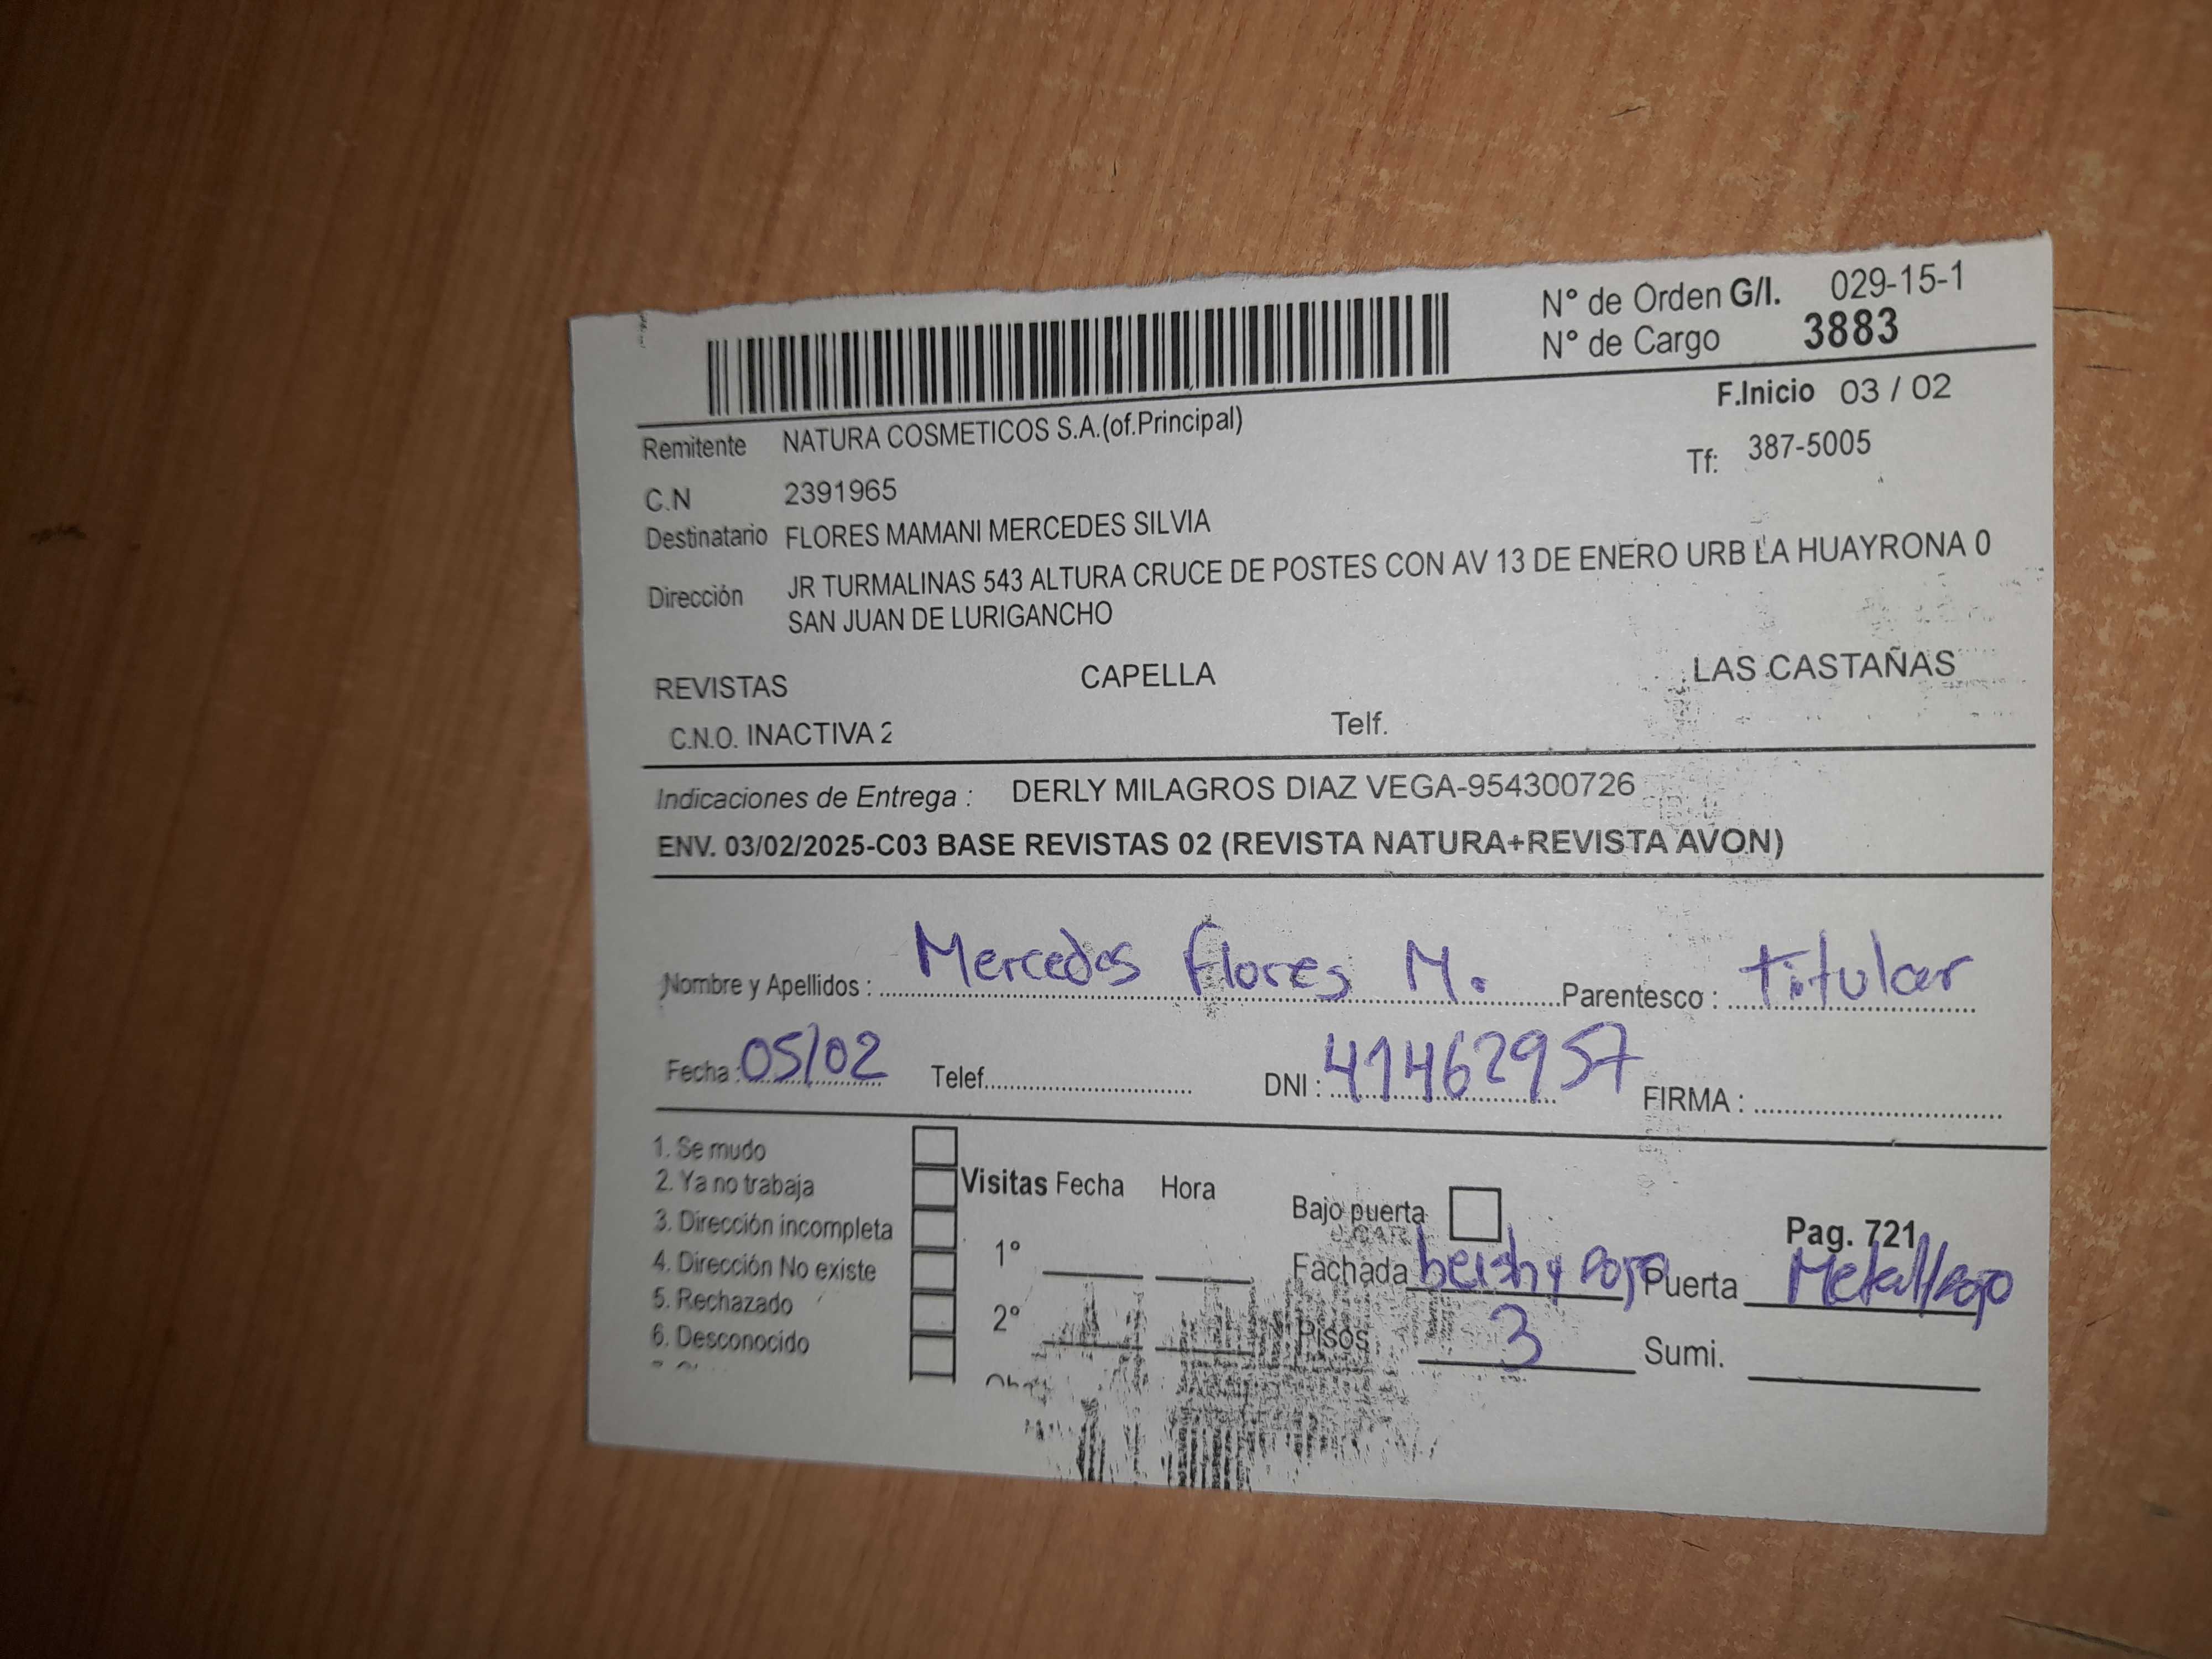 N° de Orden G/I. 029-15-1
N° de Cargo 3883
F.Inicio 03 / 02
Remitente NATURA COSMETICOS S.A.(of.Principal)
Tf: 387-5005
C.N 2391965
Destinatario FLORES MAMANI MERCEDES SILVIA
Dirección JR TURMALINAS 543 ALTURA CRUCE DE POSTES CON AV 13 DE ENERO URB LA HUAYRONA 0
SAN JUAN DE LURIGANCHO
REVISTAS CAPELLA LAS CASTAÑAS
C.N.O. INACTIVA 2 Telf.
Indicaciones de Entrega : DERLY MILAGROS DIAZ VEGA-954300726
ENV. 03/02/2025-C03 BASE REVISTAS 02 (REVISTA NATURA+REVISTA AVON)
Nombre y Apellidos : Mercedes flores M. Parentesco : titular
Fecha : 05/02 Telef. DNI : 41462957 FIRMA :
1. Se mudo
2. Ya no trabaja Visitas Fecha Hora
Bajo puerta
3. Dirección incompleta
Pag. 721
1°
4. Dirección No existe
Fachada beish y rojo Puerta Metal/rojo
5. Rechazado
2°
Pisos 3 Sumi.
6. Desconocido